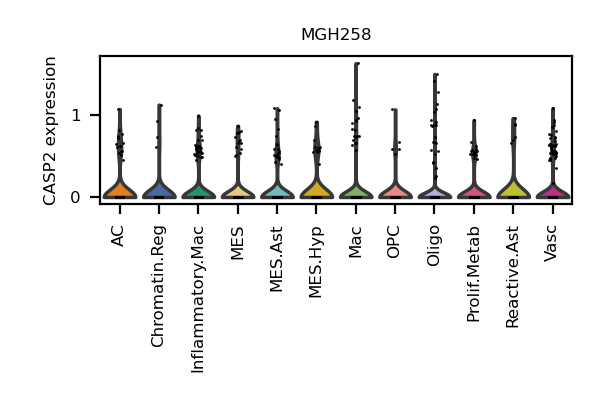 MGH258
CASP2 expression
1
0
AC
Chromatin.Reg
Inflammatory.Mac
MES
MES.Ast
MES.Hyp
Mac
OPC
Oligo
Prolif.Metab
Reactive.Ast
Vasc